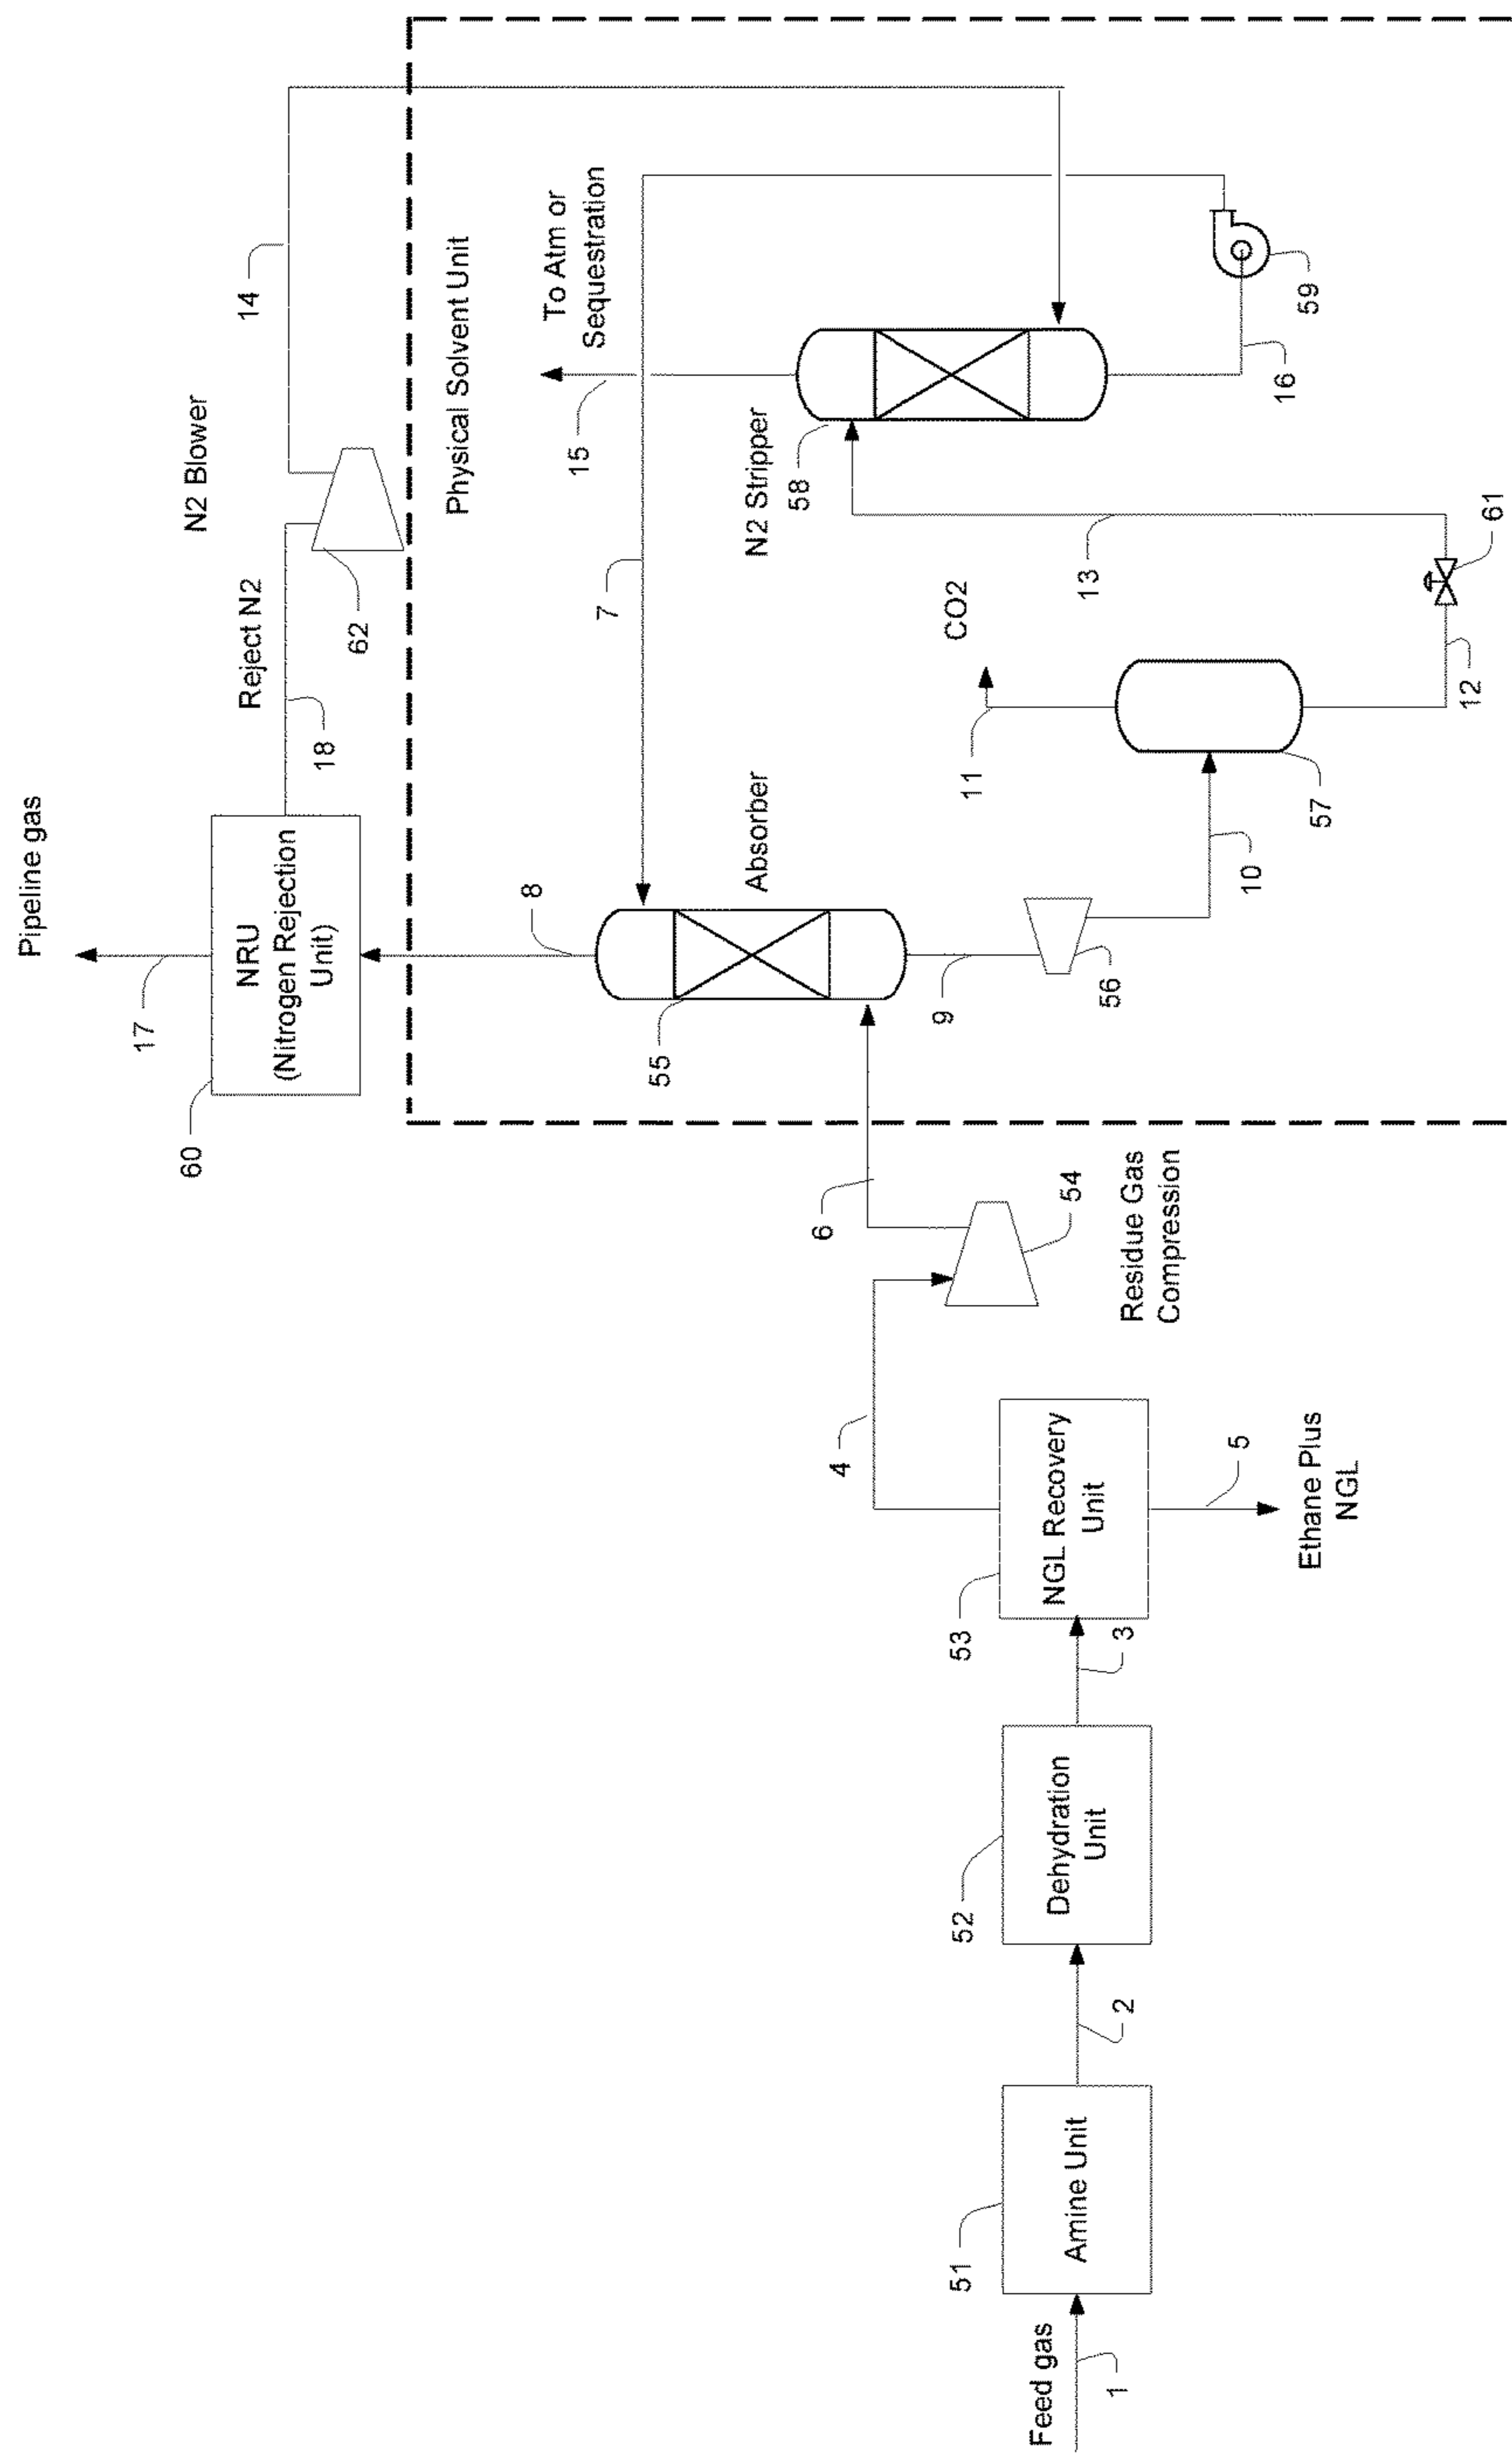 Feed gas
1
51
Amine Unit
2
52
Dehydration
Unit
3
53
NGL Recovery
Unit
4
5
Ethane Plus
NGL
54
Residue Gas
Compression
6
Pipeline gas
17
60
NRU
(Nitrogen Rejection
Unit)
18
Reject N2
62
N2 Blower
14
Physical Solvent Unit
8
55
Absorber
7
9
56
10
57
11
CO2
12
61
13
N2 Stripper
58
15
To Atm or
Sequestration
16
59